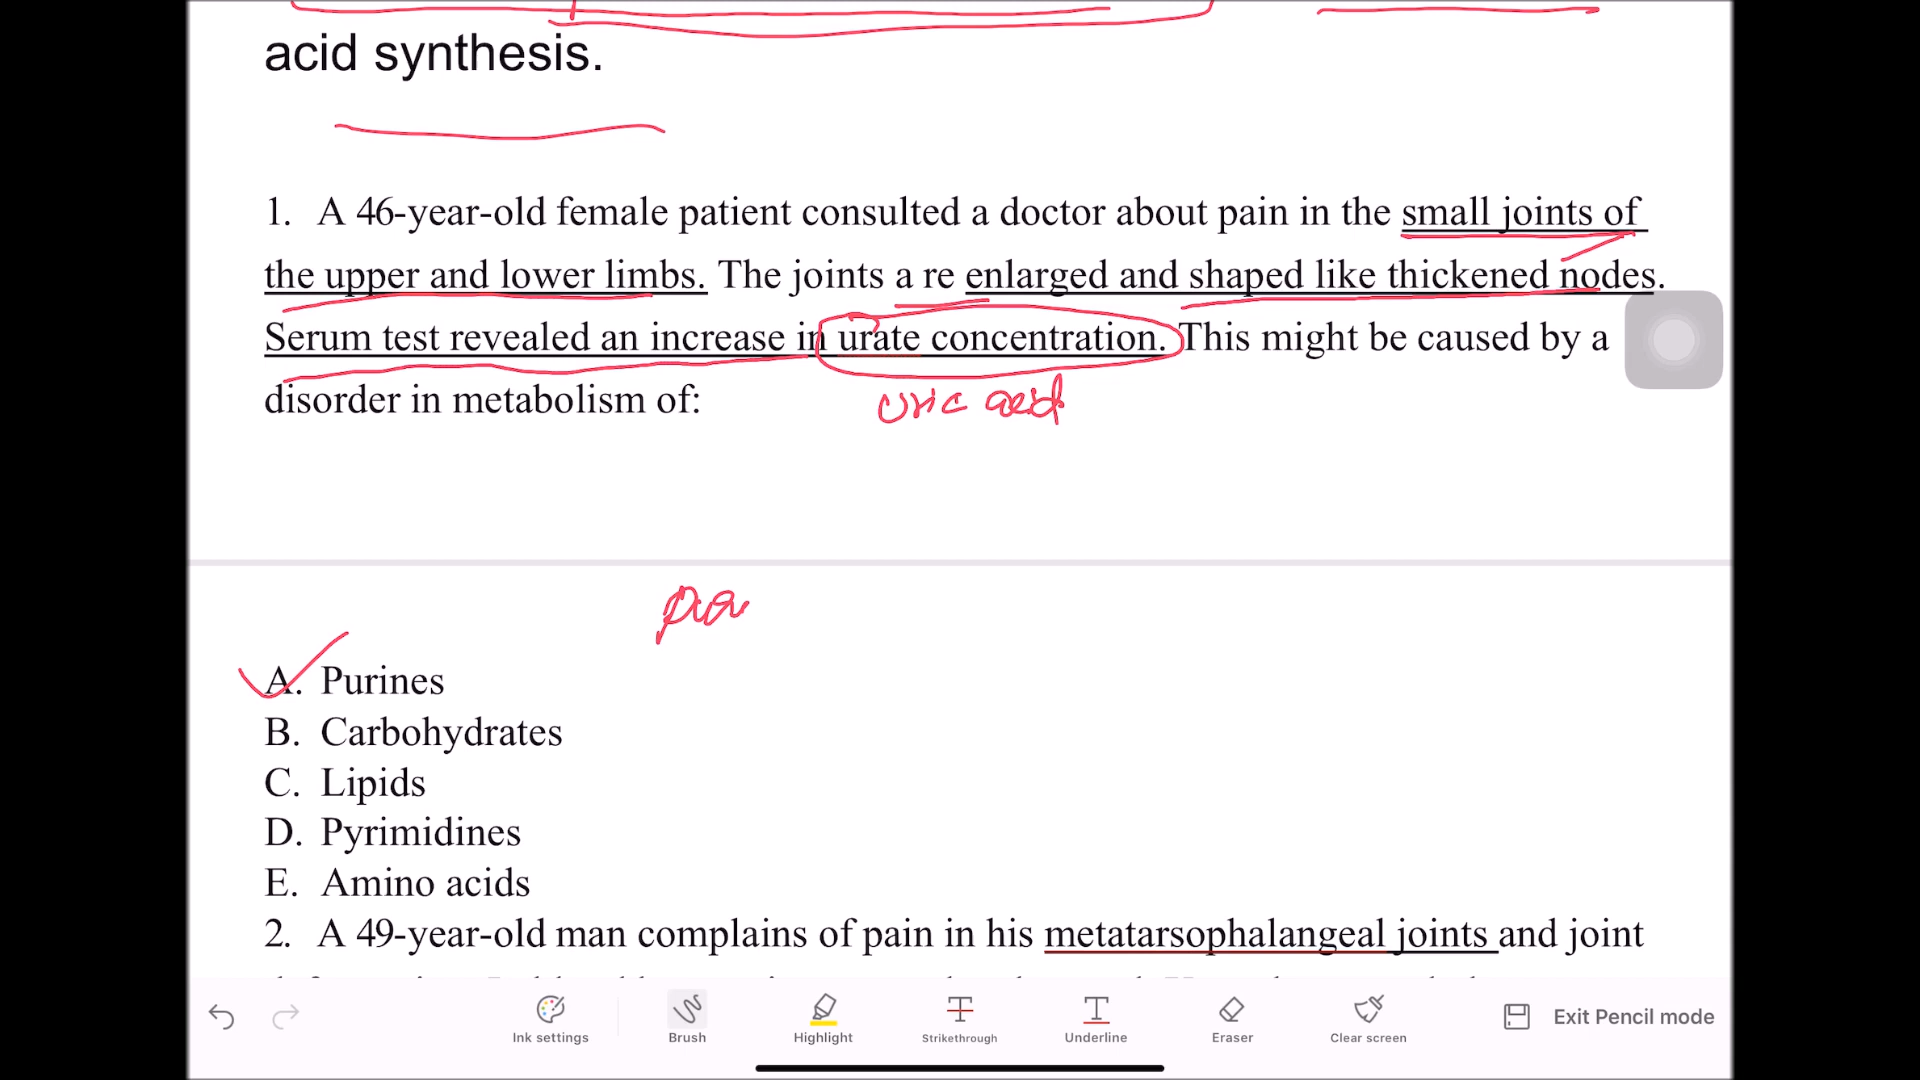 acid synthesis.
1. A 46-year-old female patient consulted a doctor about pain in the small joints of
the upper and lower limbs. The joints a re enlarged and shaped like thickened nodes.
Serum test revealed an increase in urate concentration. This might be caused by a
disorder in metabolism of:
uric acid
A. Purines
B. Carbohydrates
C. Lipids
D. Pyrimidines
E. Amino acids
2. A 49-year-old man complains of pain in his metatarsophalangeal joints and joint
Ink settings
Brush
Highlight
Strikethrough
Underline
Eraser
Clear screen
Exit Pencil mode